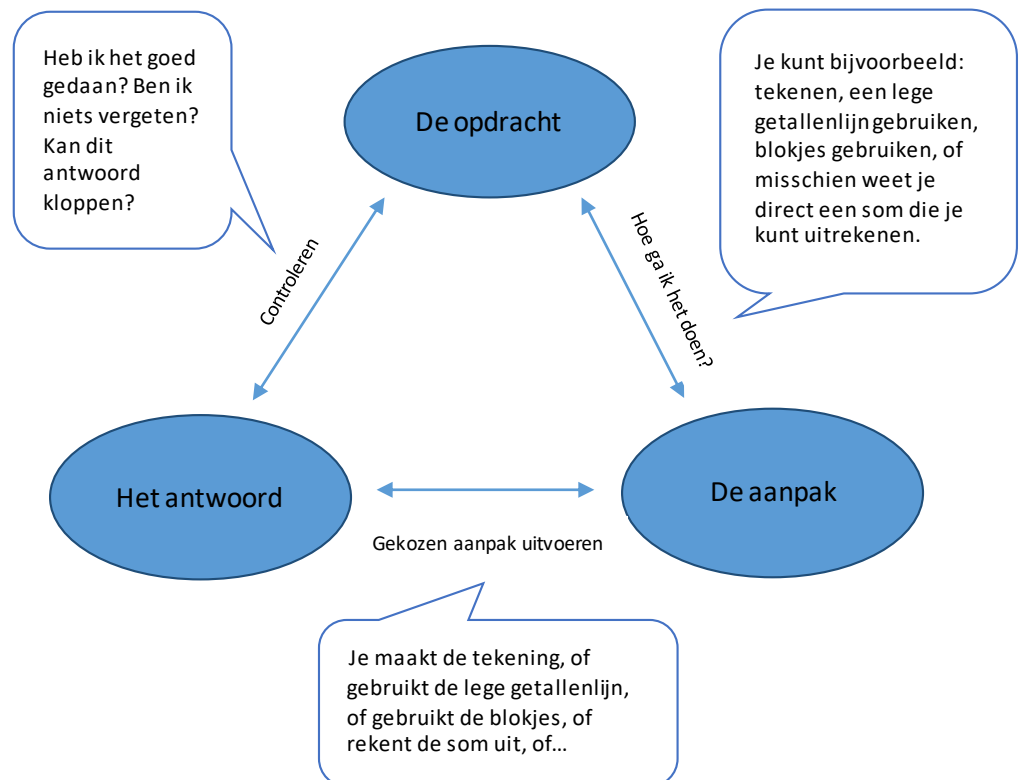 Heb ik het goed
gedaan? Ben ik
niets vergeten?
Kan dit
antwoord
kloppen?
De opdracht
Je kunt bijvoorbeeld:
tekenen, een lege
getallenlijn gebruiken,
blokjes gebruiken, of
misschien weet je
direct een som die je
kunt uitrekenen.
Controleren
Hoe ga ik het doen?
Het antwoord
De aanpak
Gekozen aanpak uitvoeren
Je maakt de tekening, of
gebruikt de lege getallenlijn,
of gebruikt de blokjes, of
rekent de som uit, of...